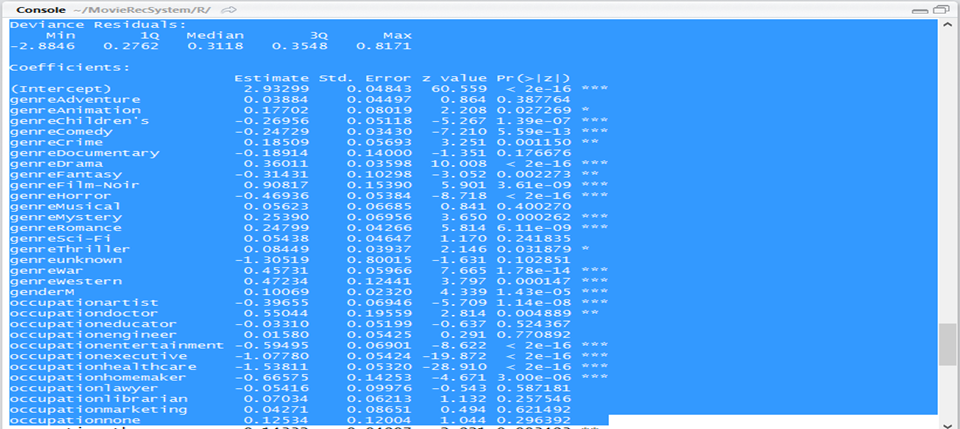 Console ~/MovieRecSystem/R/
Deviance Residuals:
    Min      1Q  Median      3Q     Max
-2.8846  0.2762  0.3118  0.3548  0.8171
Coefficients:
                        Estimate Std. Error z value Pr(>|z|)
(Intercept)              2.93299    0.04843  60.559  < 2e-16 ***
genreAdventure           0.03884    0.04497   0.864 0.387764
genreAnimation           0.17702    0.08019   2.208 0.027269 *
genreChildren's         -0.26956    0.05118  -5.267 1.39e-07 ***
genreComedy             -0.24729    0.03430  -7.210 5.59e-13 ***
genreCrime               0.18509    0.05693   3.251 0.001150 **
genreDocumentary        -0.18914    0.14000  -1.351 0.176676
genreDrama               0.36011    0.03598  10.008  < 2e-16 ***
genreFantasy            -0.31431    0.10298  -3.052 0.002273 **
genreFilm-Noir           0.90817    0.15390   5.901 3.61e-09 ***
genreHorror             -0.46936    0.05384  -8.718  < 2e-16 ***
genreMusical             0.05623    0.06685   0.841 0.400270
genreMystery             0.25390    0.06956   3.650 0.000262 ***
genreRomance             0.24799    0.04266   5.814 6.11e-09 ***
genreSci-Fi              0.05438    0.04647   1.170 0.241835
genreThriller            0.08449    0.03937   2.146 0.031879 *
genreunknown            -1.30519    0.80015  -1.631 0.102851
genreWar                 0.45731    0.05966   7.665 1.78e-14 ***
genreWestern             0.47234    0.12441   3.797 0.000147 ***
genderM                  0.10069    0.02320   4.339 1.43e-05 ***
occupationartist        -0.39655    0.06946  -5.709 1.14e-08 ***
occupationdoctor         0.55044    0.19559   2.814 0.004889 **
occupationeducator      -0.03310    0.05199  -0.637 0.524367
occupationengineer       0.01580    0.05425   0.291 0.770892
occupationentertainment -0.59495    0.06901  -8.622  < 2e-16 ***
occupationexecutive     -1.07780    0.05424 -19.872  < 2e-16 ***
occupationhealthcare    -1.53811    0.05320 -28.910  < 2e-16 ***
occupationhomemaker     -0.66575    0.14253  -4.671 3.00e-06 ***
occupationlawyer        -0.05416    0.09976  -0.543 0.587181
occupationlibrarian      0.07034    0.06213   1.132 0.257546
occupationmarketing      0.04271    0.08651   0.494 0.621492
occupationnone           0.12534    0.12004   1.044 0.296392